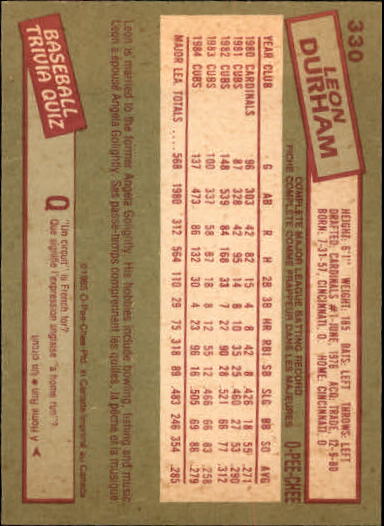 330
LEON
DURHAM
HEIGHT: 6'1" WEIGHT: 185 BATS: LEFT THROWS: LEFT
DRAFTED: CARDINALS #1-JUNE, 1976 ACQ: TRADE, 12-9-80
BORN: 7-31-57, CINCINNATI, O. HOME: CINCINNATI, O.
COMPLETE MAJOR LEAGUE BATTING RECORD
FICHE COMPLETE COMME FRAPPEUR DANS LES MAJEURES
O-PEE-CHEE
YEAR CLUB G AB R H 2B 3B HR RBI SB SLG BB SO AVG
1980 CARDINALS 96 303 42 82 15 4 8 42 8 .426 18 55 .271
1981 CUBS 87 328 42 95 14 6 10 35 25 .460 27 53 .290
1982 CUBS 148 539 84 168 33 7 22 90 28 .521 66 77 .312
1983 CUBS 100 337 58 87 18 8 12 55 12 .466 66 83 .258
1984 CUBS 137 473 86 132 30 4 23 96 16 .505 69 86 .279
MAJOR LEA. TOTALS 568 1980 312 564 110 29 75 318 89 .483 246 354 .285
Leon is married to the former Angela Golightly. His hobbies include bowling, fishing and music.
Leon a épousé Angela Golightly. Ses passe-temps comprennent les quilles, la pêche et la musique.
©1985 O-Pee-Chee Ptd. in Canada/Imprimé au Canada
BASEBALL
TRIVIA QUIZ
Q
"Un circuit" is French for?
Que signifie l'expression anglaise "a home run"?
A home run • Un circuit